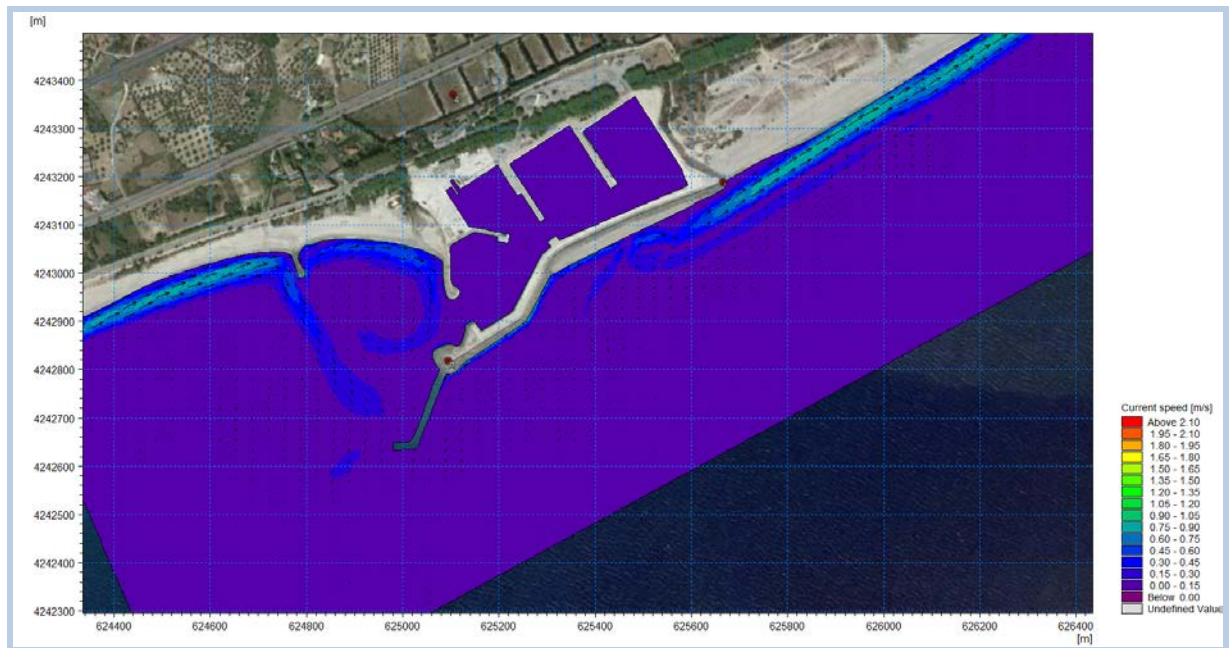 [m]
4243400
4243300
4243200
4243100
4243000
4242900
4242800
4242700
4242600
4242500
4242400
4242300
624400
624600
624800
625000
625200
625400
625600
625800
626000
626200
626400
[m]
Current speed [m/s]
Above 2.10
1.95 - 2.10
1.80 - 1.95
1.65 - 1.80
1.50 - 1.65
1.35 - 1.50
1.20 - 1.35
1.05 - 1.20
0.90 - 1.05
0.75 - 0.90
0.60 - 0.75
0.45 - 0.60
0.30 - 0.45
0.15 - 0.30
0.00 - 0.15
Below 0.00
Undefined Value